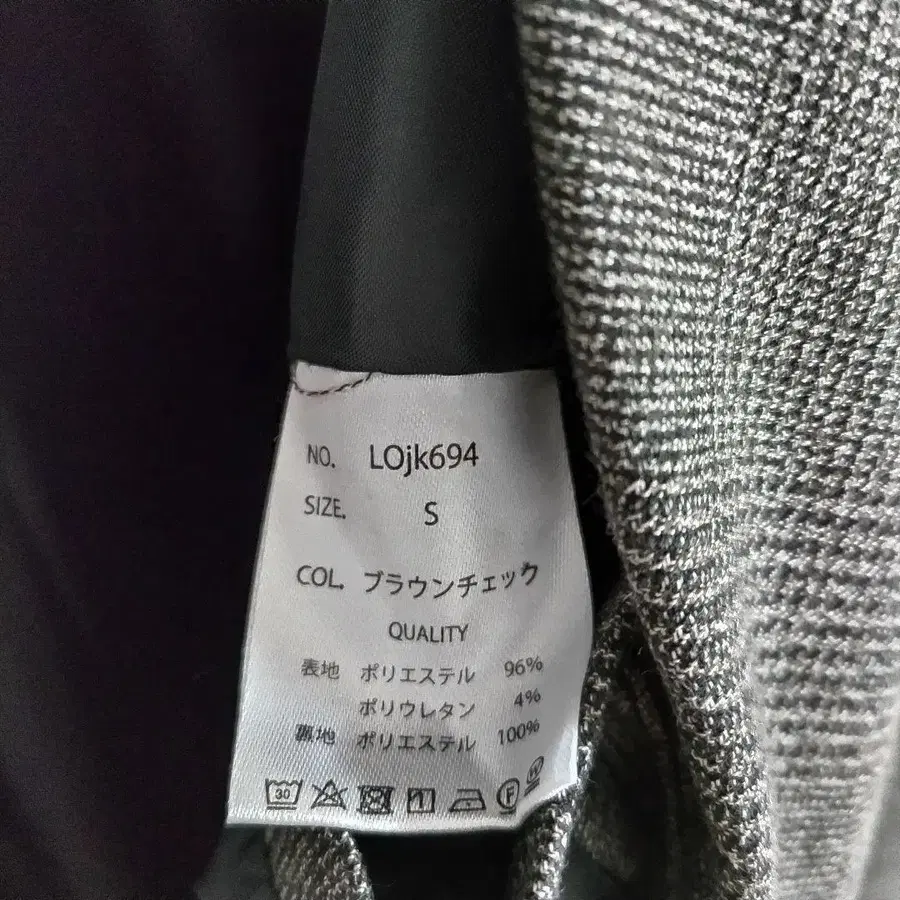 NO. LOjk694
SIZE. S
COL. ブラウンチェック
QUALITY
表地 ポリエステル 96%
ポリウレタン 4%
裏地 ポリエステル 100%
30 F W